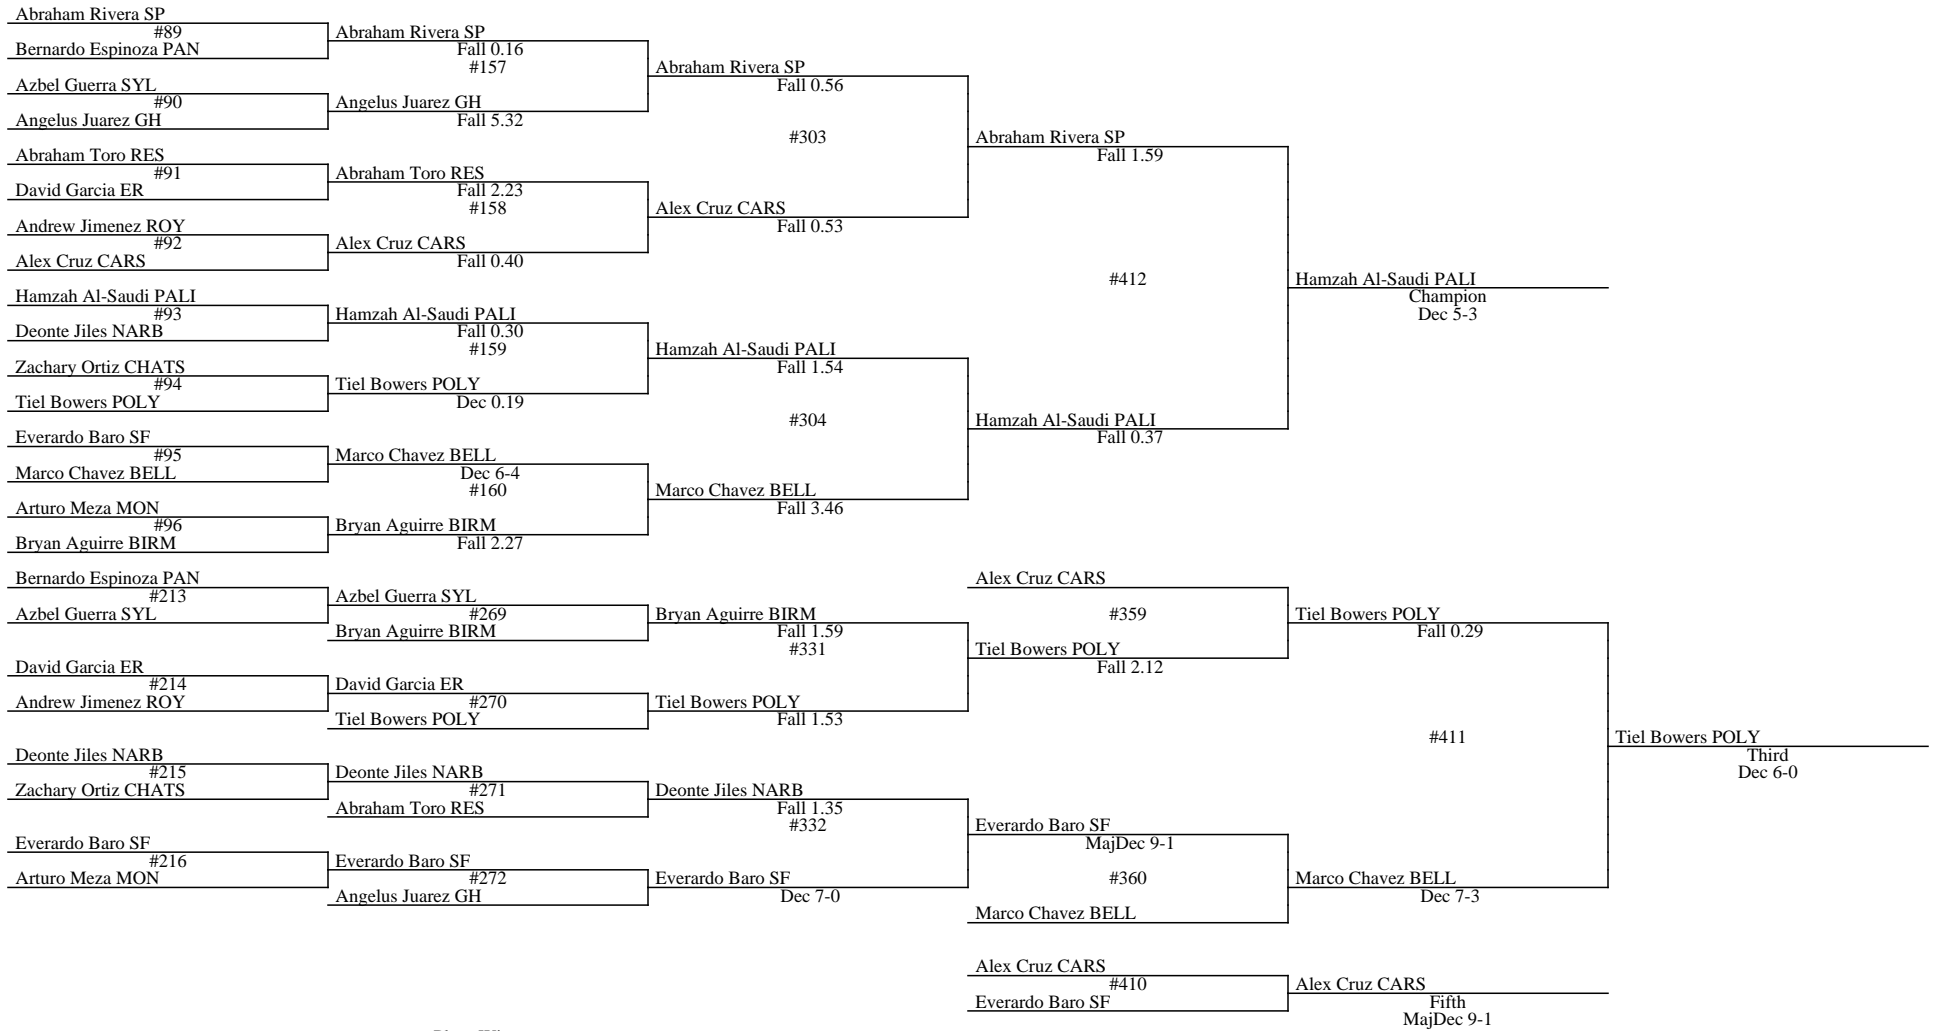 Abraham Rivera SP
#89
Bernardo Espinoza PAN
Azbel Guerra SYL
#90
Angelus Juarez GH
Abraham Toro RES
#91
David Garcia ER
Andrew Jimenez ROY
#92
Alex Cruz CARS
Hamzah Al-Saudi PALI
#93
Deonte Jiles NARB
Zachary Ortiz CHATS
#94
Tiel Bowers POLY
Everardo Baro SF
#95
Marco Chavez BELL
Arturo Meza MON
#96
Bryan Aguirre BIRM
Abraham Rivera SP
Fall 0.16
#157
Angelus Juarez GH
Fall 5.32
Abraham Toro RES
Fall 2.23
#158
Alex Cruz CARS
Fall 0.40
Hamzah Al-Saudi PALI
Fall 0.30
#159
Tiel Bowers POLY
Dec 0.19
Marco Chavez BELL
Dec 6-4
#160
Bryan Aguirre BIRM
Fall 2.27
Abraham Rivera SP
Fall 0.56
#303
Alex Cruz CARS
Fall 0.53
Hamzah Al-Saudi PALI
Fall 1.54
#304
Marco Chavez BELL
Fall 3.46
Abraham Rivera SP
Fall 1.59
#412
Hamzah Al-Saudi PALI
Fall 0.37
Hamzah Al-Saudi PALI
Champion
Dec 5-3
Bernardo Espinoza PAN
#213
Azbel Guerra SYL
David Garcia ER
#214
Andrew Jimenez ROY
Deonte Jiles NARB
#215
Zachary Ortiz CHATS
Everardo Baro SF
#216
Arturo Meza MON
Azbel Guerra SYL
#269
Bryan Aguirre BIRM
David Garcia ER
#270
Tiel Bowers POLY
Deonte Jiles NARB
#271
Abraham Toro RES
Everardo Baro SF
#272
Angelus Juarez GH
Bryan Aguirre BIRM
Fall 1.59
#331
Tiel Bowers POLY
Fall 1.53
Deonte Jiles NARB
Fall 1.35
#332
Everardo Baro SF
Dec 7-0
Alex Cruz CARS
#359
Tiel Bowers POLY
Fall 2.12
Everardo Baro SF
MajDec 9-1
#360
Marco Chavez BELL
Tiel Bowers POLY
Fall 0.29
#411
Marco Chavez BELL
Dec 7-3
Tiel Bowers POLY
Third
Dec 6-0
Alex Cruz CARS
#410
Everardo Baro SF
Alex Cruz CARS
Fifth
MajDec 9-1